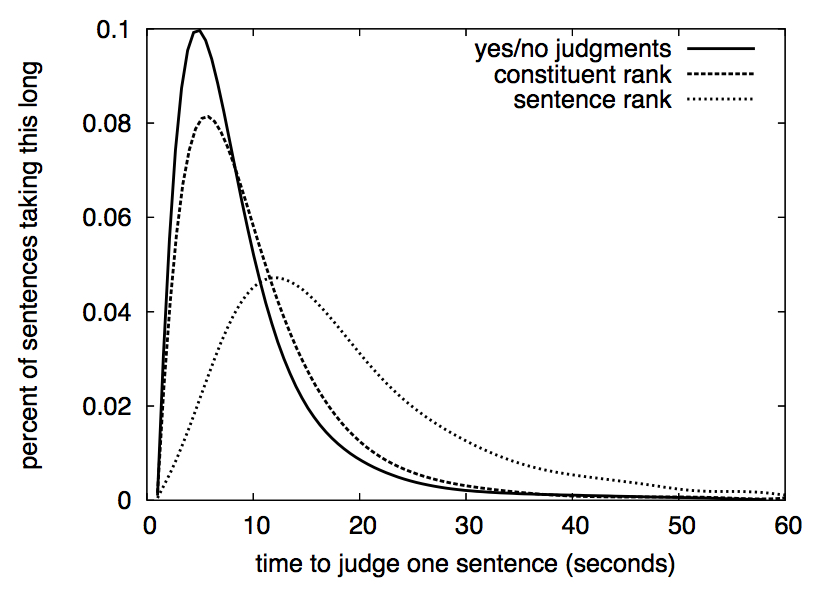 0.1
0.08
0.06
0.04
0.02
0
percent of sentences taking this long
yes/no judgments
constituent rank
sentence rank
0 10 20 30 40 50 60
time to judge one sentence (seconds)